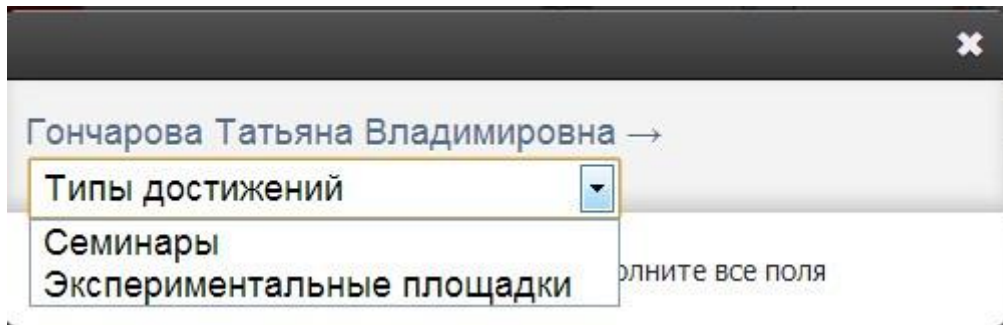 Гончарова Татьяна Владимировна →
Типы достижений
Семинары
Экспериментальные площадки
олните все поля